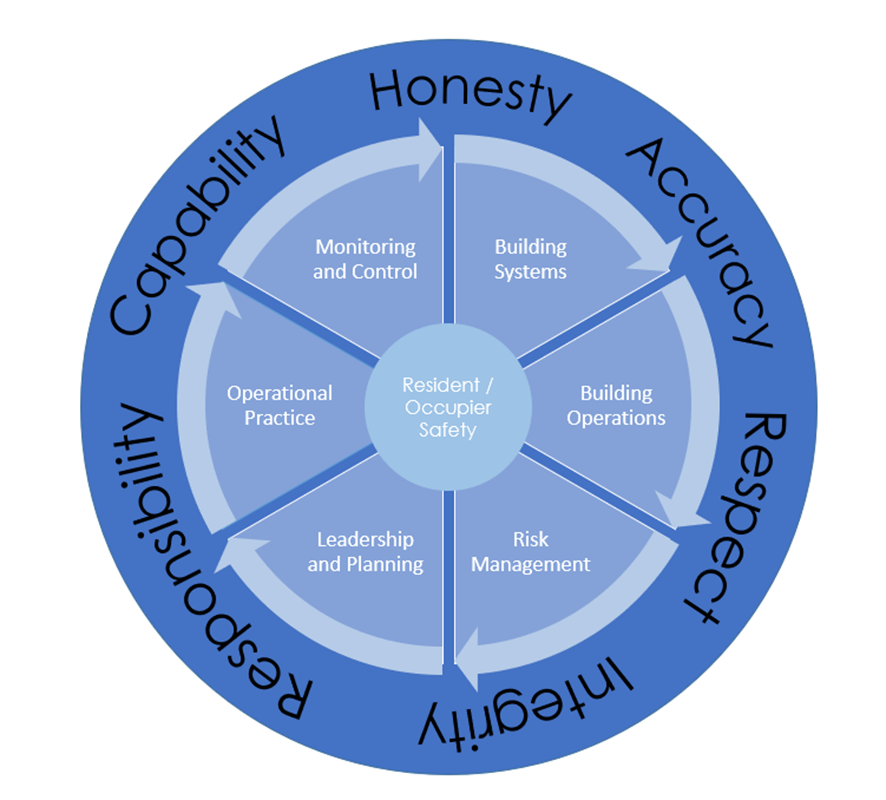 Honesty
Accuracy
Respect
Integrity
Responsibility
Capability
Building
Systems
Building
Operations
Risk
Management
Leadership
and Planning
Operational
Practice
Monitoring
and Control
Resident /
Occupier
Safety